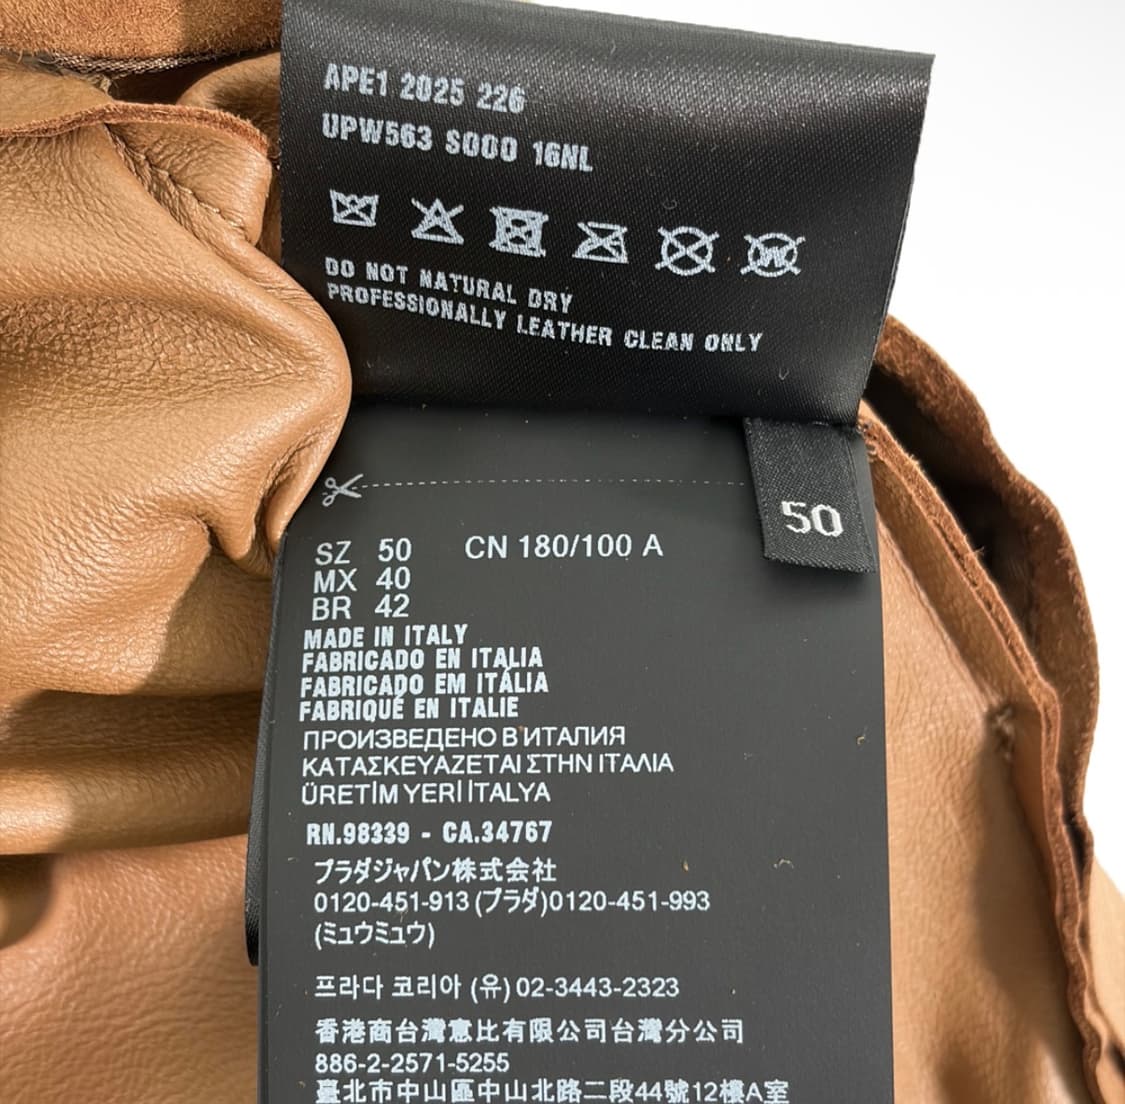 APE1 2025 226
UPW563 S000 16NL
DO NOT NATURAL DRY
PROFESSIONALLY LEATHER CLEAN ONLY
50
SZ 50 CN 180/100 A
MX 40
BR 42
MADE IN ITALY
FABRICADO EN ITALIA
FABRICADO EM ITÁLIA
FABRIQUÉ EN ITALIE
ПРОИЗВЕДЕНО В ИТАЛИЯ
ΚΑΤΑΣΚΕΥΑΖΕΤΑΙ ΣΤΗΝ ΙΤΑΛΙΑ
ÜRETİM YERİ İTALYA
RN.98339 - CA.34767
プラダジャパン株式会社
0120-451-913 (プラダ)0120-451-993
(ミュウミュウ)
프라다 코리아 (유) 02-3443-2323
香港商台灣意比有限公司台灣分公司
886-2-2571-5255
臺北市中山區中山北路二段44號12樓A室